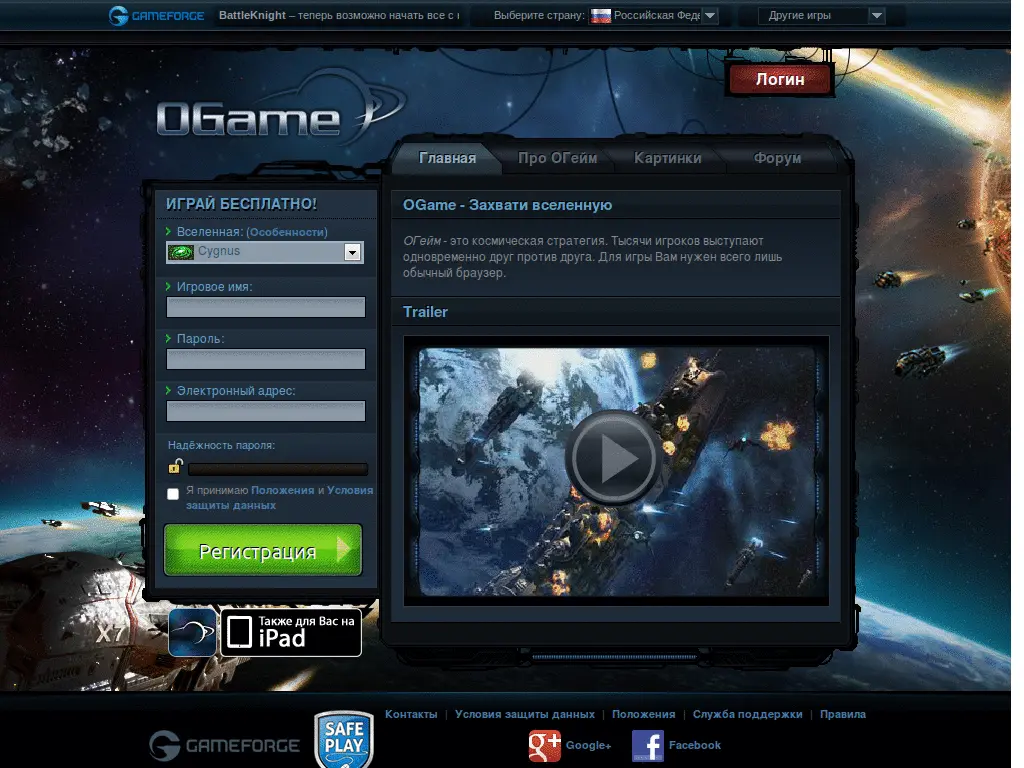 GAMEFORGE
BattleKnight – теперь возможно начать все с
Выберите страну:
Российская Феде
Другие игры
Логин
OGame
Главная
Про ОГейм
Картинки
Форум
ИГРАЙ БЕСПЛАТНО!
Вселенная: (Особенности)
Cygnus
Игровое имя:
Пароль:
Электронный адрес:
Надёжность пароля:
Я принимаю Положения и Условия
защиты данных
Регистрация
OGame - Захвати вселенную
ОГейм - это космическая стратегия. Тысячи игроков выступают
одновременно друг против друга. Для игры Вам нужен всего лишь
обычный браузер.
Trailer
X7
Также для Вас на
iPad
Контакты | Условия защиты данных | Положения | Служба поддержки | Правила
GAMEFORGE
SAFE
PLAY
g+ Google+
f Facebook